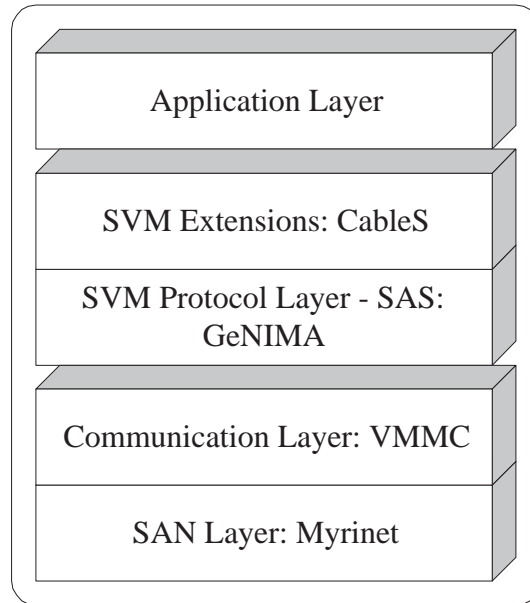 Application Layer
SVM Extensions: CableS
SVM Protocol Layer - SAS:
GeNIMA
Communication Layer: VMMC
SAN Layer: Myrinet